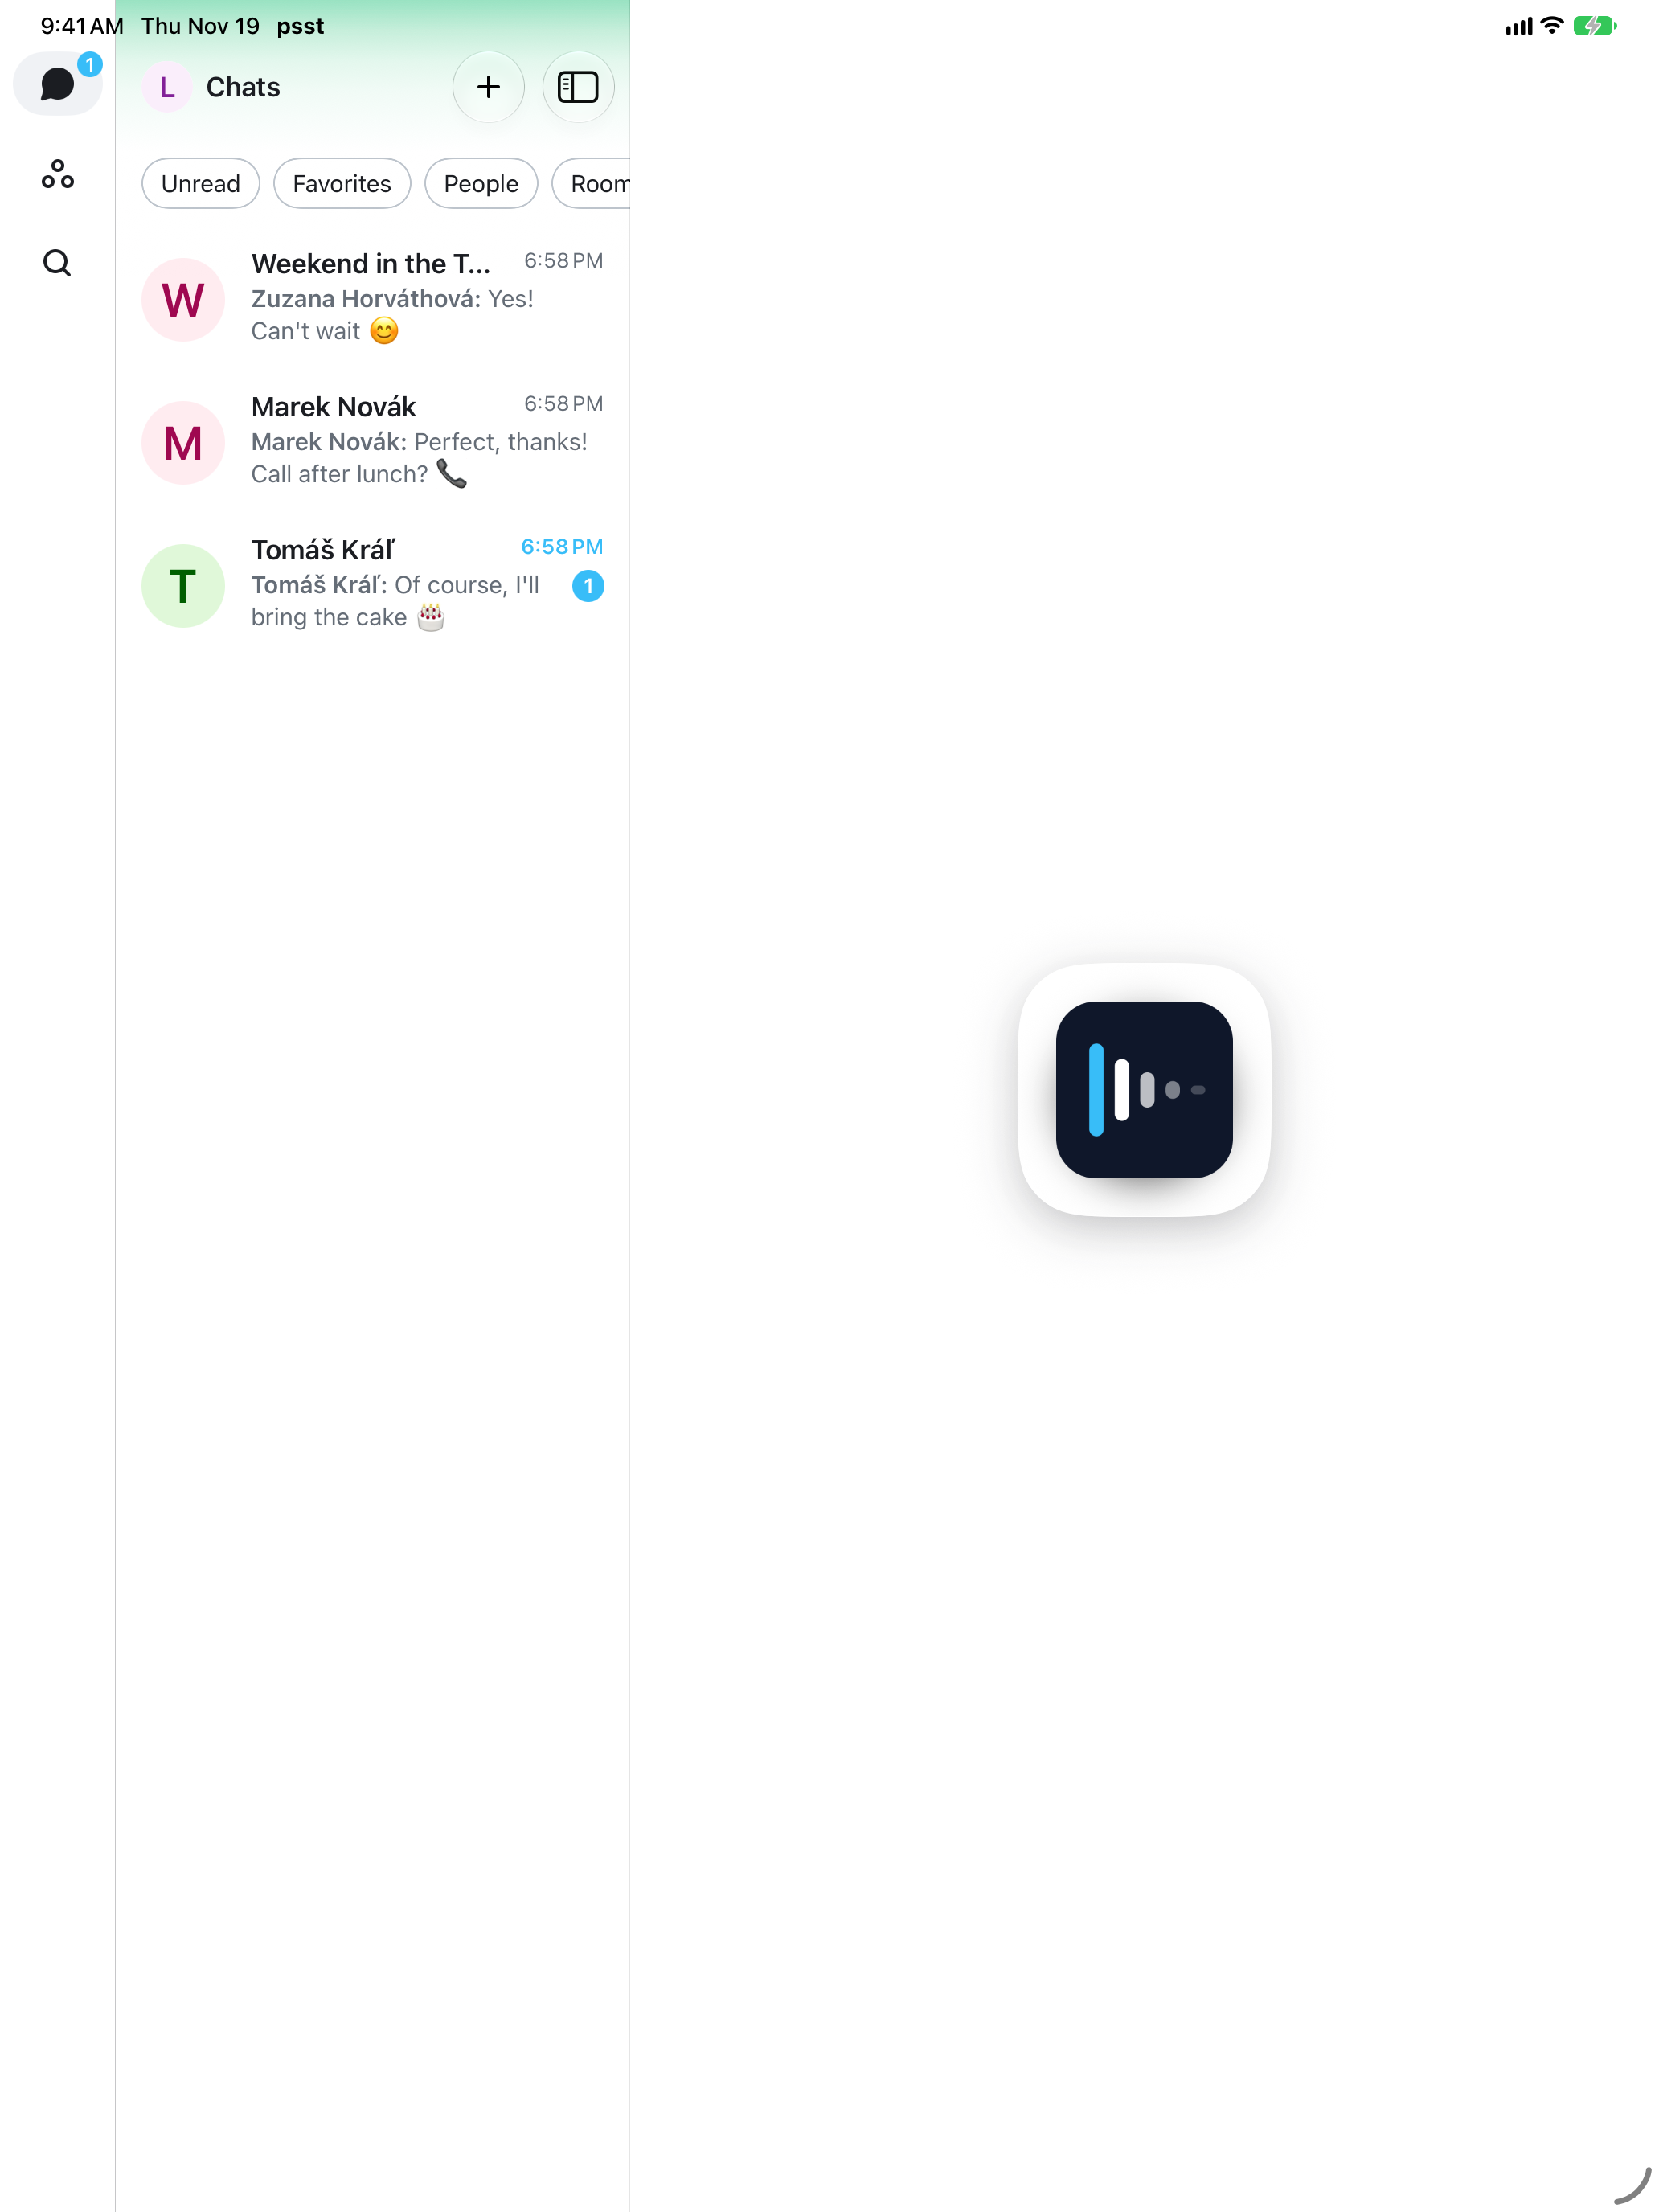 9:41 AM Thu Nov 19 psst
1
L Chats
Unread Favorites People Room
W
Weekend in the T... 6:58 PM
Zuzana Horváthová: Yes!
Can't wait 😊
M
Marek Novák 6:58 PM
Marek Novák: Perfect, thanks!
Call after lunch? 📞
T
Tomáš Kráľ 6:58 PM
Tomáš Kráľ: Of course, I'll 1
bring the cake 🎂